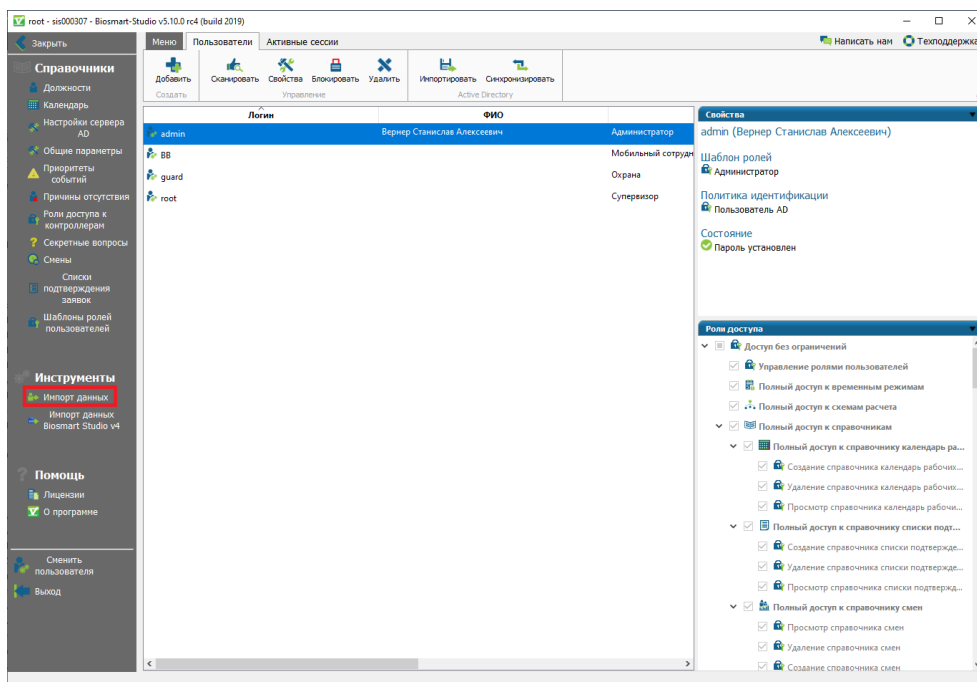 root - sis000307 - Biosmart-Studio v5.10.0 rc4 (build 2019)
Закрыть
Справочники
Должности
Календарь
Настройки сервера
AD
Общие параметры
Приоритеты
событий
Причины отсутствия
Роли доступа к
контроллерам
Секретные вопросы
Смены
Списки
подтверждения
заявок
Шаблоны ролей
пользователей
Инструменты
Импорт данных
Импорт данных
Biosmart Studio v4
Помощь
Лицензии
О программе
Сменить
пользователя
Выход
Меню Пользователи Активные сессии
Написать нам Техподдержка
Добавить Сканировать Свойства Блокировать Удалить Импортировать Синхронизировать
Создать Управление Active Directory
Логин ФИО
admin Вернер Станислав Алексеевич Администратор
BB Мобильный сотрудн
guard Охрана
root Супервизор
Свойства
admin (Вернер Станислав Алексеевич)
Шаблон ролей
Администратор
Политика идентификации
Пользователь AD
Состояние
Пароль установлен
Роли доступа
Доступ без ограничений
Управление ролями пользователей
Полный доступ к временным режимам
Полный доступ к схемам расчета
Полный доступ к справочникам
Полный доступ к справочнику календарь ра...
Создание справочника календарь рабочих...
Удаление справочника календарь рабочих...
Просмотр справочника календарь рабочи...
Полный доступ к справочнику списки подт...
Создание справочника списки подтвержде...
Удаление справочника списки подтвержде...
Просмотр справочника списки подтвержд...
Полный доступ к справочнику смен
Просмотр справочника смен
Удаление справочника смен
Создание справочника смен